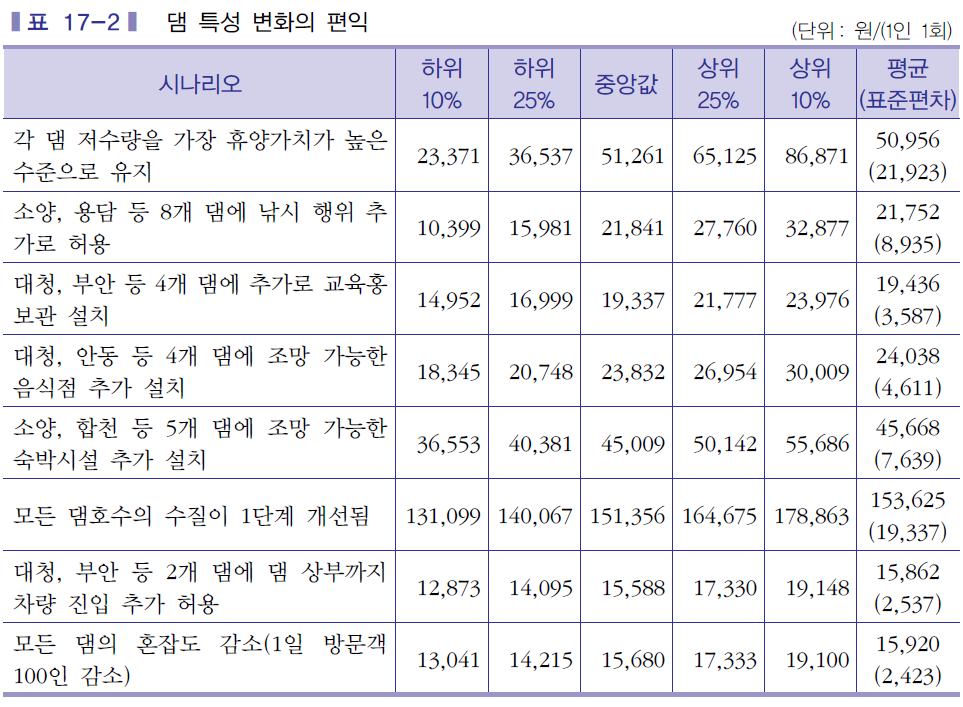 표 17-2 댐 특성 변화의 편익
(단위 : 원/(1인 1회)
시나리오 하위 10% 하위 25% 중앙값 상위 25% 상위 10% 평균 (표준편차)
각 댐 저수량을 가장 휴양가치가 높은
수준으로 유지
23,371 36,537 51,261 65,125 86,871 50,956
(21,923)
소양, 용담 등 8개 댐에 낚시 행위 추
가로 허용
10,399 15,981 21,841 27,760 32,877 21,752
(8,935)
대청, 부안 등 4개 댐에 추가로 교육홍
보관 설치
14,952 16,999 19,337 21,777 23,976 19,436
(3,587)
대청, 안동 등 4개 댐에 조망 가능한
음식점 추가 설치
18,345 20,748 23,832 26,954 30,009 24,038
(4,611)
소양, 합천 등 5개 댐에 조망 가능한
숙박시설 추가 설치
36,553 40,381 45,009 50,142 55,686 45,668
(7,639)
모든 댐호수의 수질이 1단계 개선됨
131,099 140,067 151,356 164,675 178,863 153,625
(19,337)
대청, 부안 등 2개 댐에 댐 상부까지
차량 진입 추가 허용
12,873 14,095 15,588 17,330 19,148 15,862
(2,537)
모든 댐의 혼잡도 감소(1일 방문객
100인 감소)
13,041 14,215 15,680 17,333 19,100 15,920
(2,423)